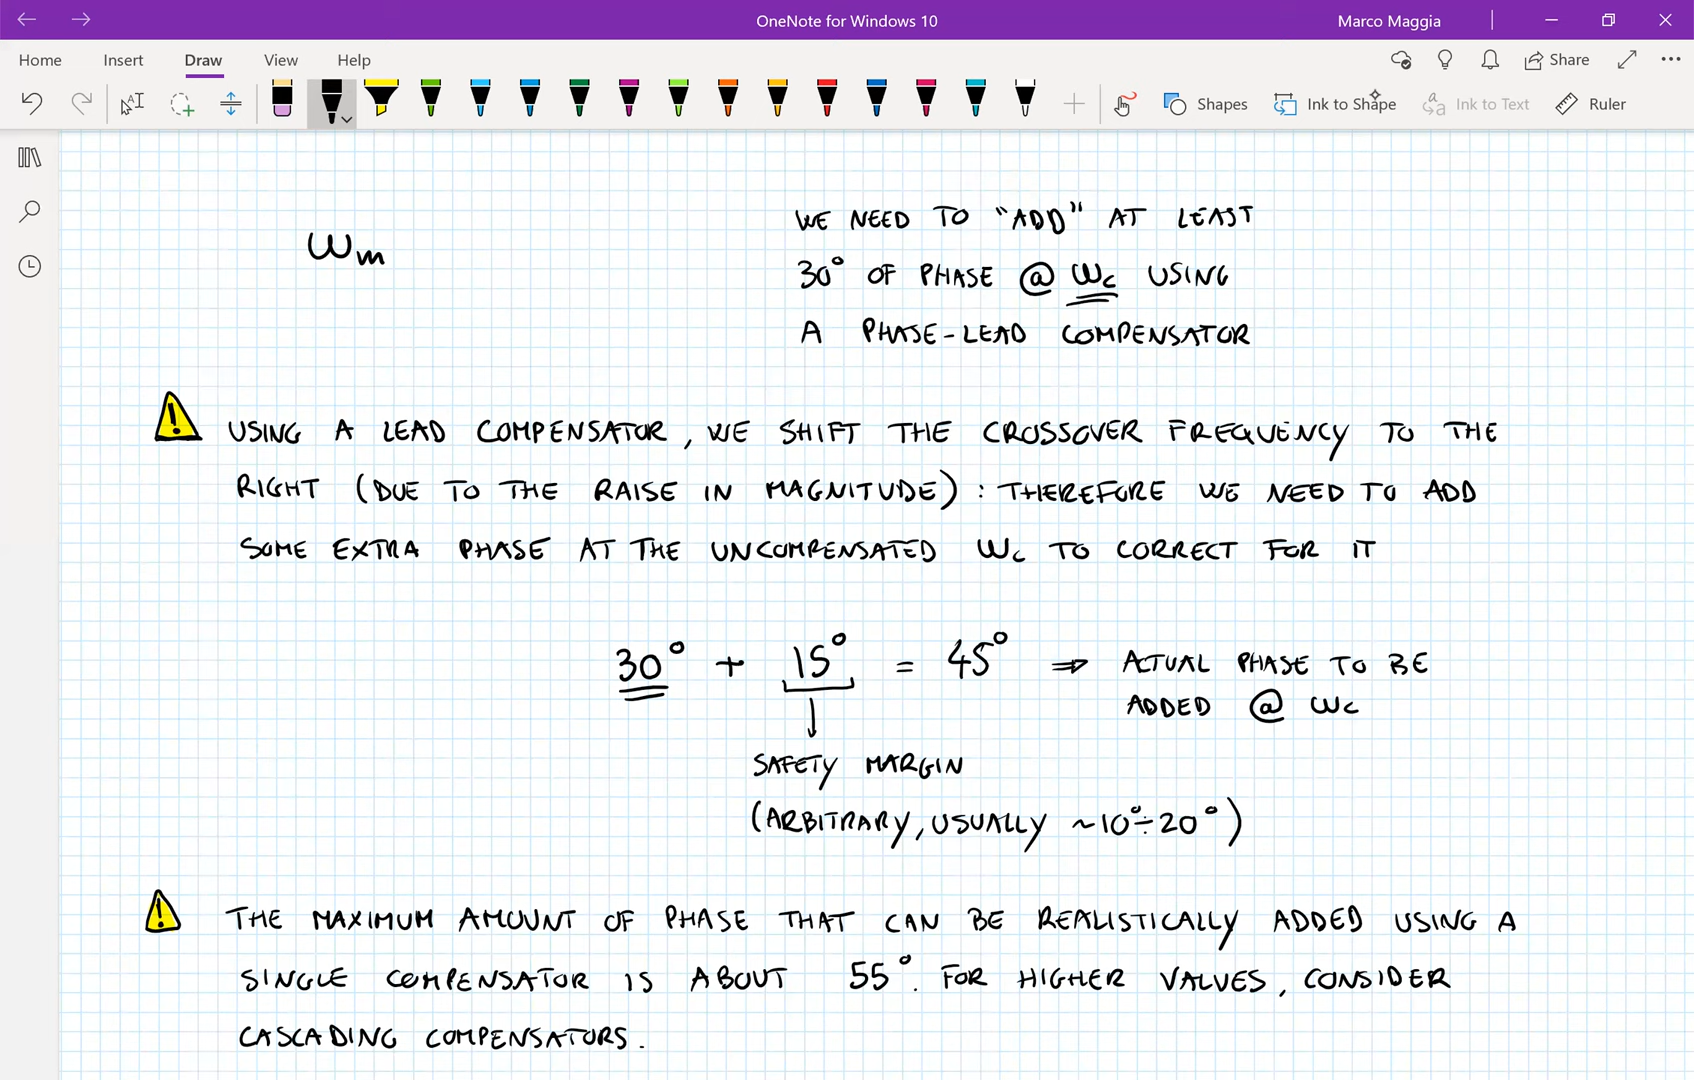 OneNote for Windows 10
Marco Maggia
Home Insert Draw View Help
Share
Shapes
Ink to Shape
Ink to Text
Ruler
ωm
WE NEED TO "ADD" AT LEAST
30° OF PHASE @ ωc USING
A PHASE-LEAD COMPENSATOR
! USING A LEAD COMPENSATOR, WE SHIFT THE CROSSOVER FREQUENCY TO THE
RIGHT (DUE TO THE RAISE IN MAGNITUDE) : THEREFORE WE NEED TO ADD
SOME EXTRA PHASE AT THE UNCOMPENSATED ωc TO CORRECT FOR IT
30° + 15° = 45° ⇒ ACTUAL PHASE TO BE
ADDED @ ωc
SAFETY MARGIN
(ARBITRARY, USUALLY ~10°÷20°)
! THE MAXIMUM AMOUNT OF PHASE THAT CAN BE REALISTICALLY ADDED USING A
SINGLE COMPENSATOR IS ABOUT 55°. FOR HIGHER VALUES, CONSIDER
CASCADING COMPENSATORS.